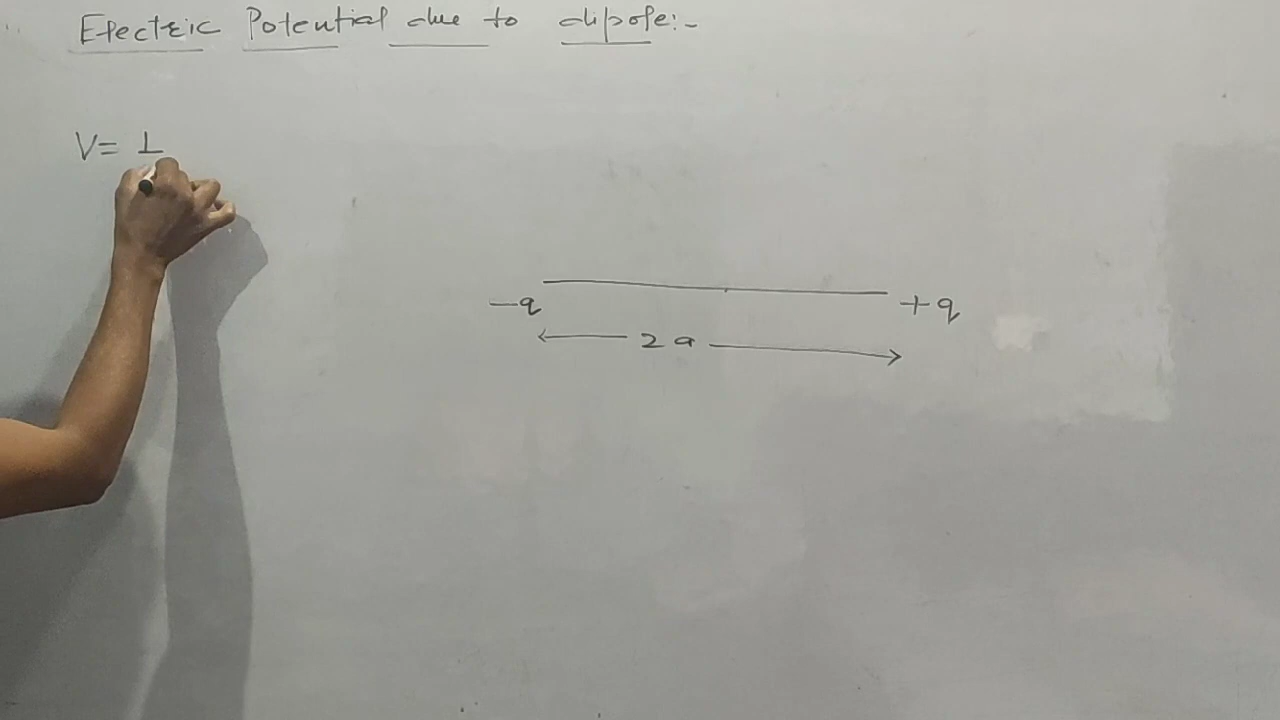 Electric Potential due to dipole:-
V= 1
-q +q
2a